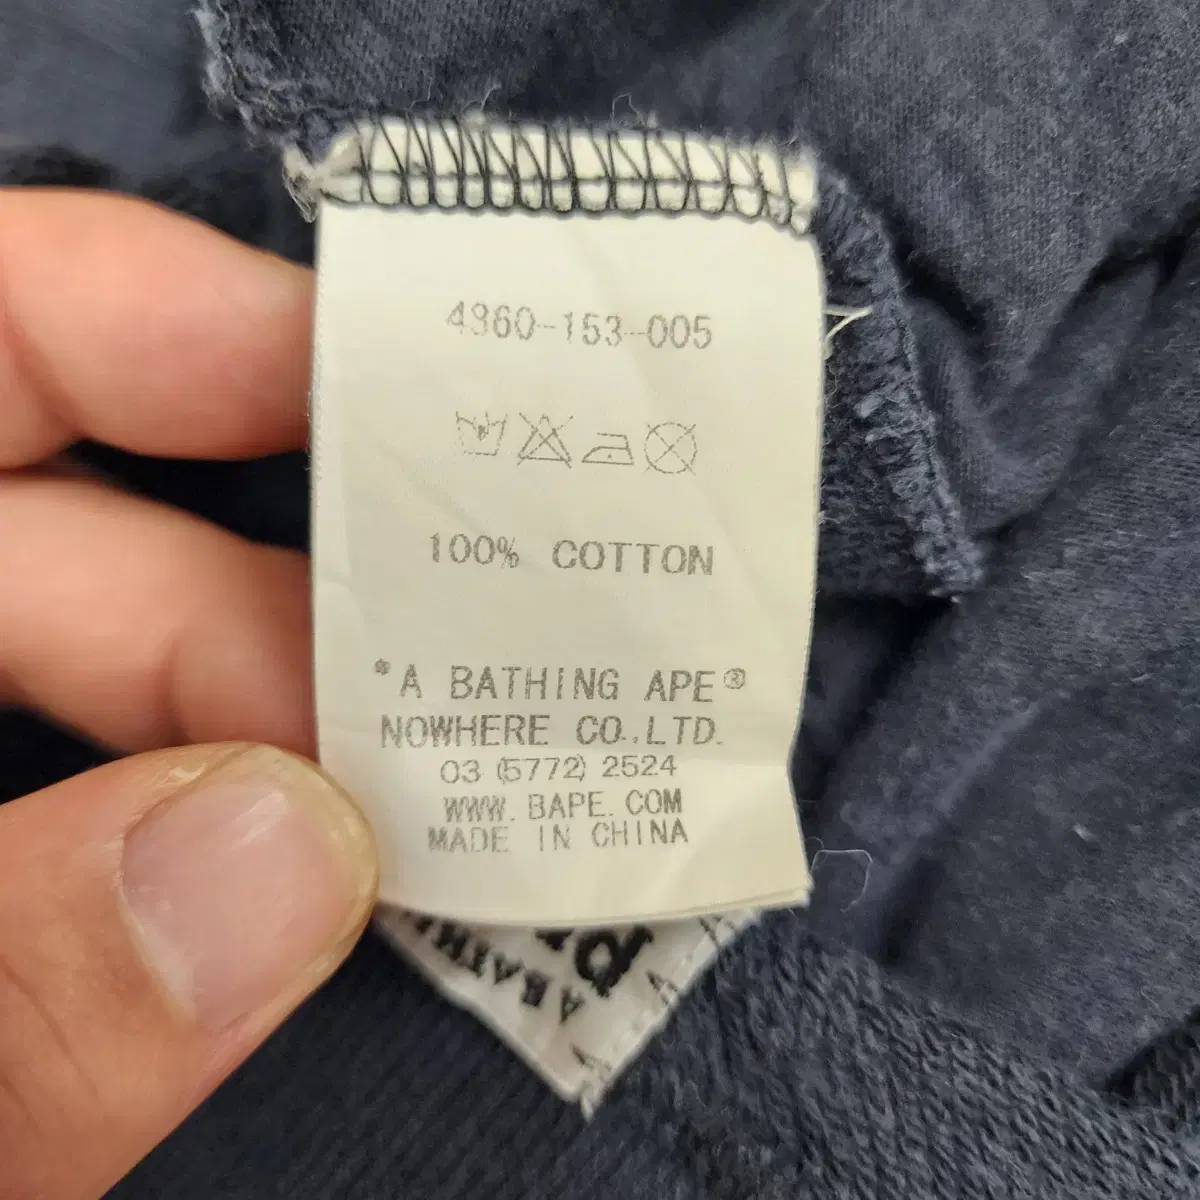 4360-153-005
100% COTTON
"A BATHING APE"®
NOWHERE CO.,LTD.
03 (5772) 2524
WWW. BAPE. COM
MADE IN CHINA
A BATHI